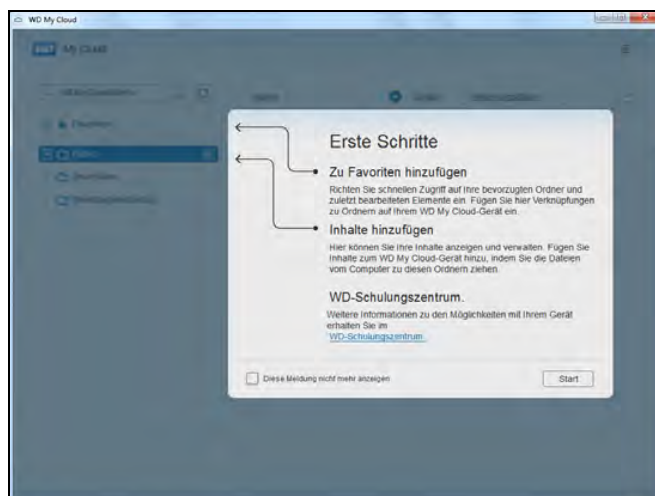 WD My Cloud
My Cloud
Erste Schritte
Zu Favoriten hinzufügen
Richten Sie schnellen Zugriff auf Ihre bevorzugten Ordner und
zuletzt bearbeiteten Elemente ein. Fügen Sie hier Verknüpfungen
zu Ordnern auf Ihrem WD My Cloud-Gerät ein.
Inhalte hinzufügen
Hier können Sie Ihre Inhalte anzeigen und verwalten. Fügen Sie
Inhalte zum WD My Cloud-Gerät hinzu, indem Sie die Dateien
vom Computer zu diesen Ordnern ziehen.
WD-Schulungszentrum.
Weitere Informationen zu den Möglichkeiten mit Ihrem Gerät
erhalten Sie im
WD-Schulungszentrum.
Diese Meldung nicht mehr anzeigen
Start